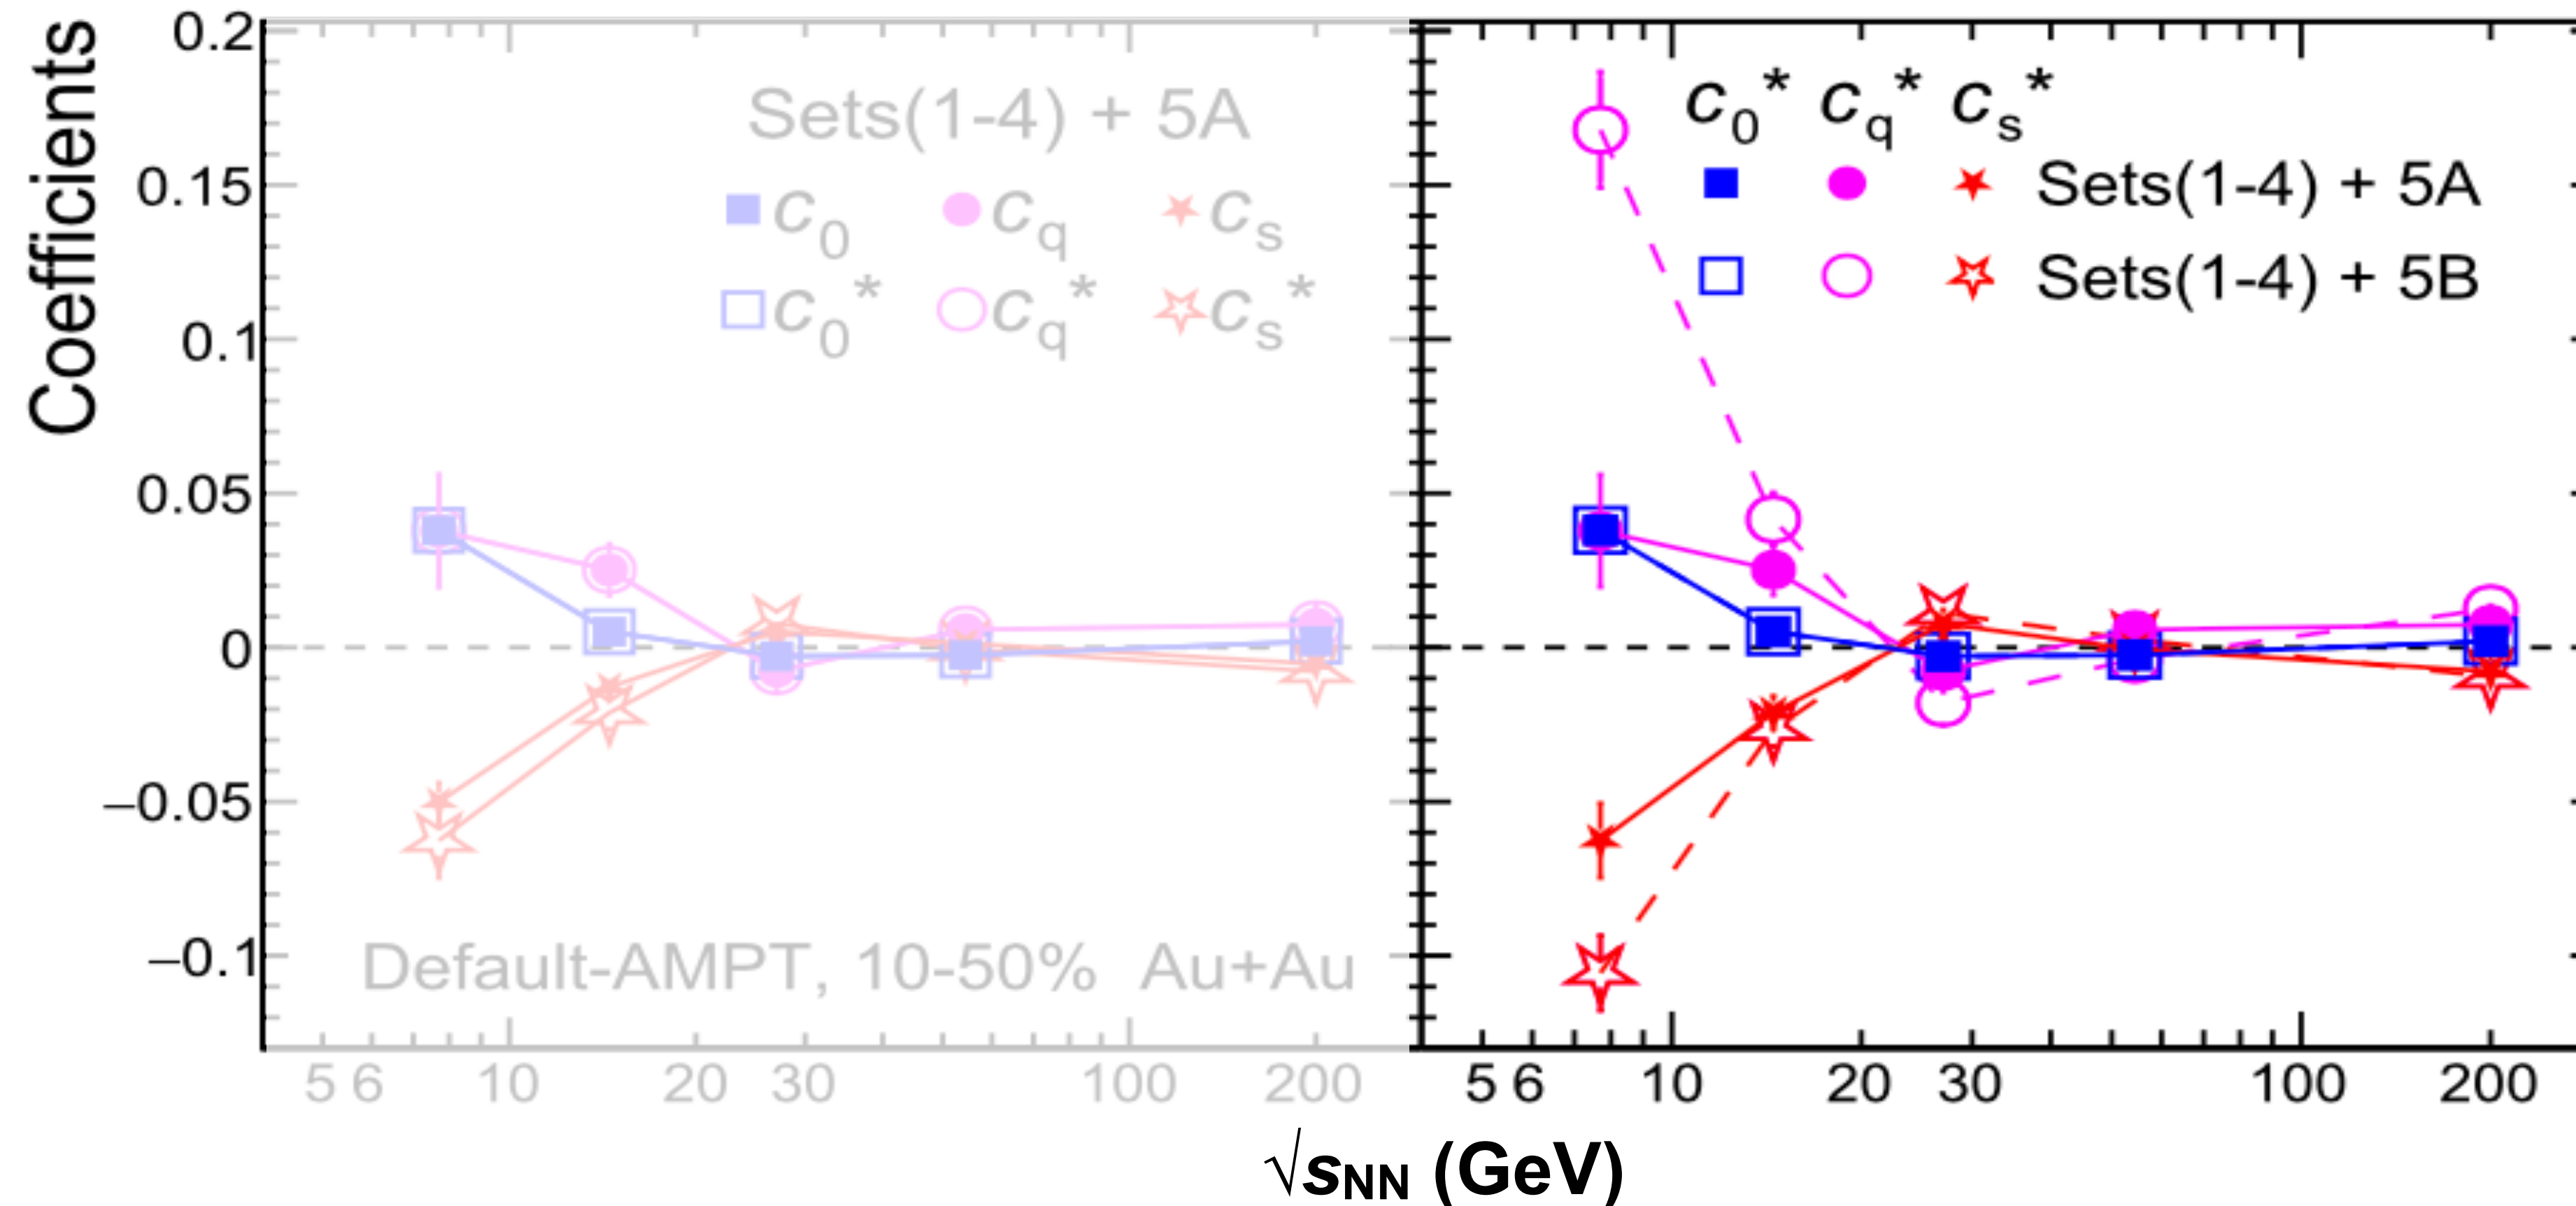 Coefficients
0.2
0.15
0.1
0.05
0
−0.05
−0.1
Sets(1-4) + 5A
c0 cq cs
c0* cq* cs*
Default-AMPT, 10-50% Au+Au
5 6 10 20 30 100 200
c0* cq* cs*
Sets(1-4) + 5A
Sets(1-4) + 5B
5 6 10 20 30 100 200
√sNN (GeV)